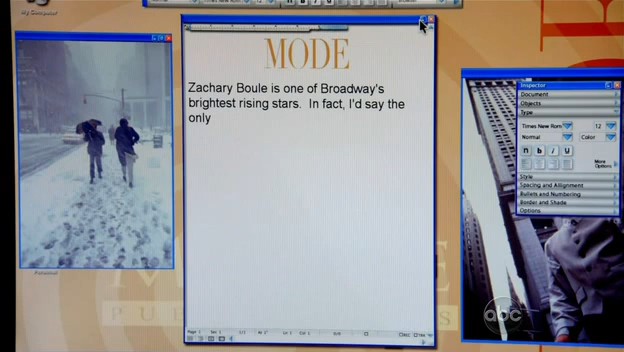 My Computer
MODE
Zachary Boule is one of Broadway's
brightest rising stars.  In fact, I'd say the
only
Personal
Inspector
Document
Objects
Type
Times New Rom
12
Normal
Color
n b i U
More
Options
Style
Spacing and Allignment
Bullets and Numbering
Border and Shade
Options
abc